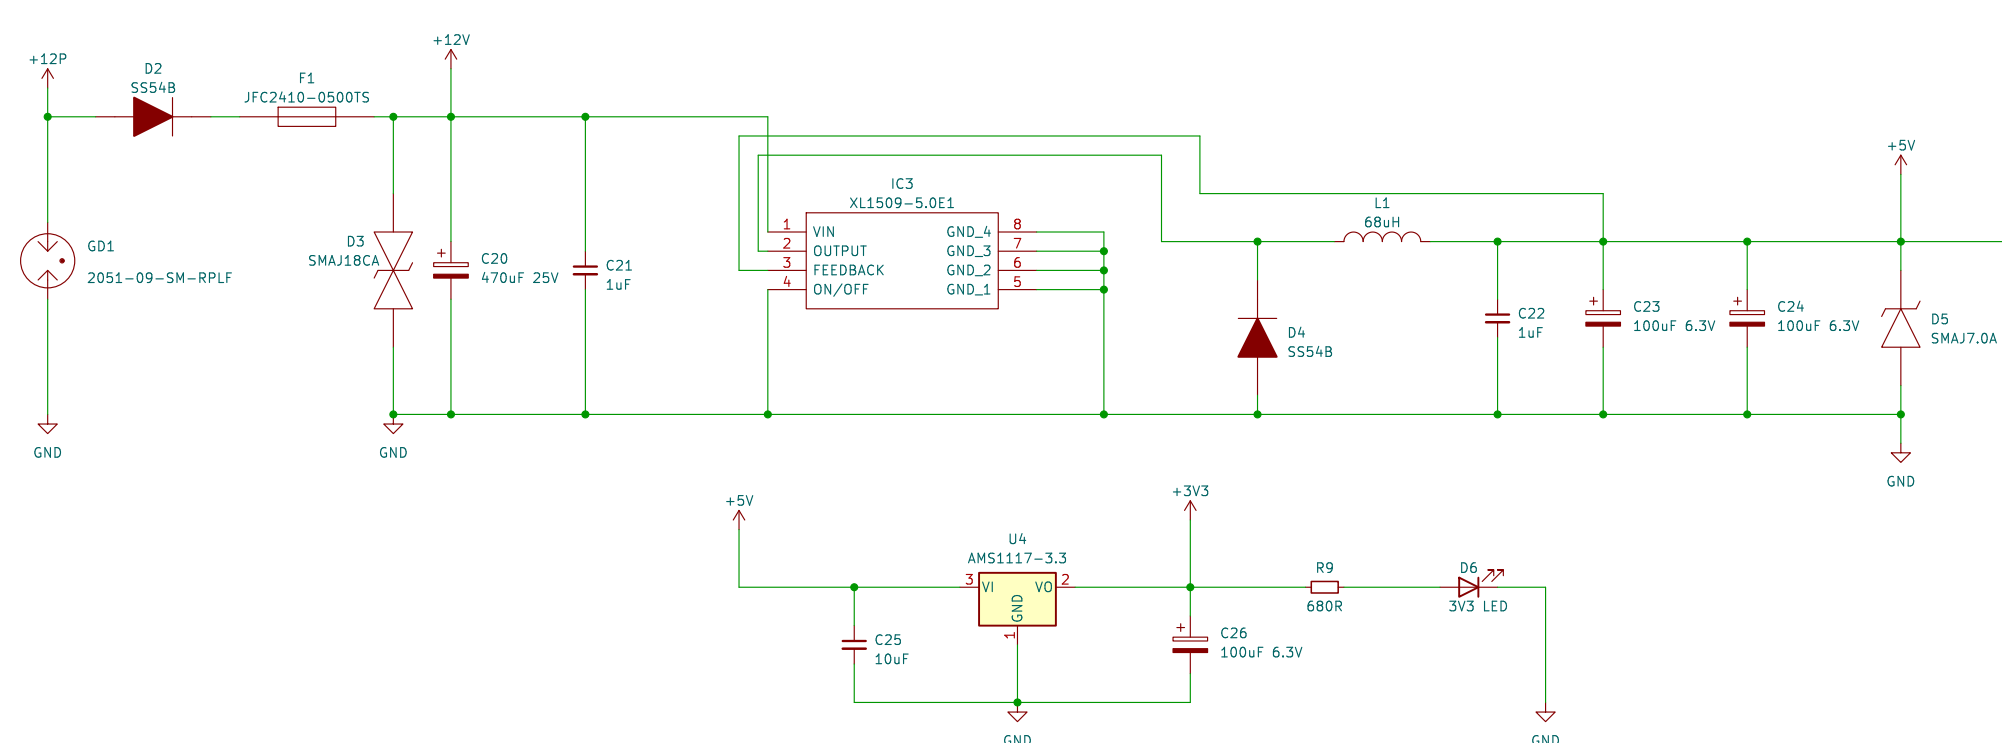 +12P
D2
SS54B
F1
JFC2410-0500TS
+12V
GD1
2051-09-SM-RPLF
GND
D3
SMAJ18CA
C20
470uF 25V
C21
1uF
GND
IC3
XL1509-5.0E1
1 VIN GND_4 8
2 OUTPUT GND_3 7
3 FEEDBACK GND_2 6
4 ON/OFF GND_1 5
D4
SS54B
L1
68uH
C22
1uF
C23
100uF 6.3V
C24
100uF 6.3V
+5V
D5
SMAJ7.0A
GND
+5V
C25
10uF
U4
AMS1117-3.3
3 VI VO 2
GND
1
GND
+3V3
C26
100uF 6.3V
R9
680R
D6
3V3 LED
GND